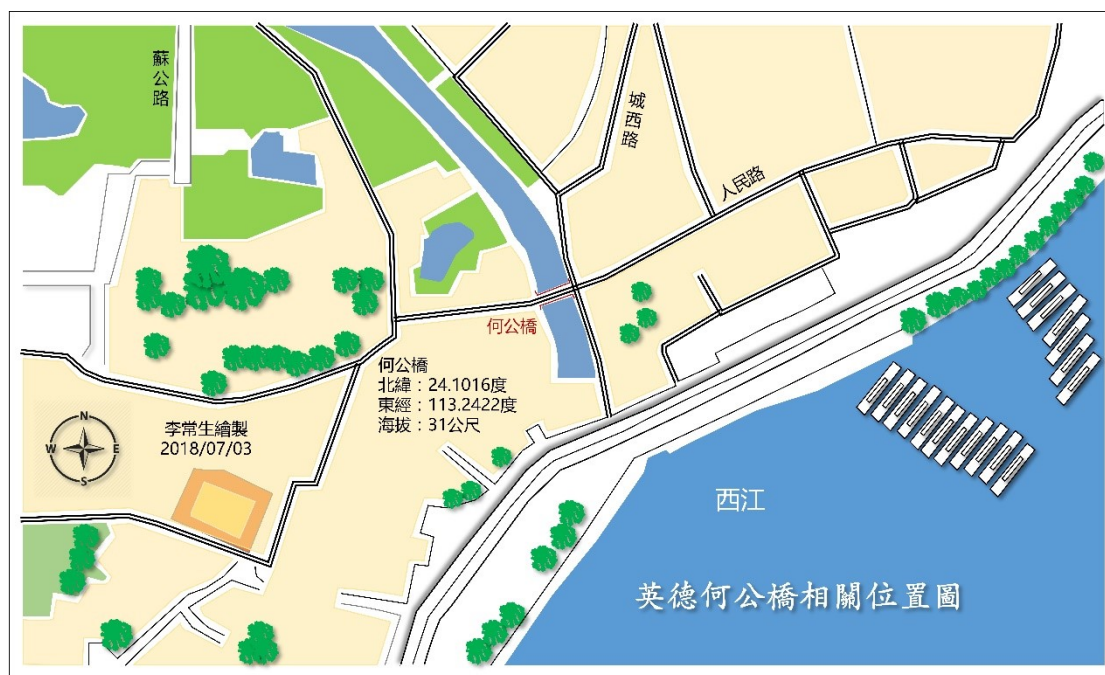 蘇公路
城西路
人民路
何公橋
何公橋
北緯：24.1016度
東經：113.2422度
海拔：31公尺
李常生繪製
2018/07/03
N
W
E
S
西江
英德何公橋相關位置圖